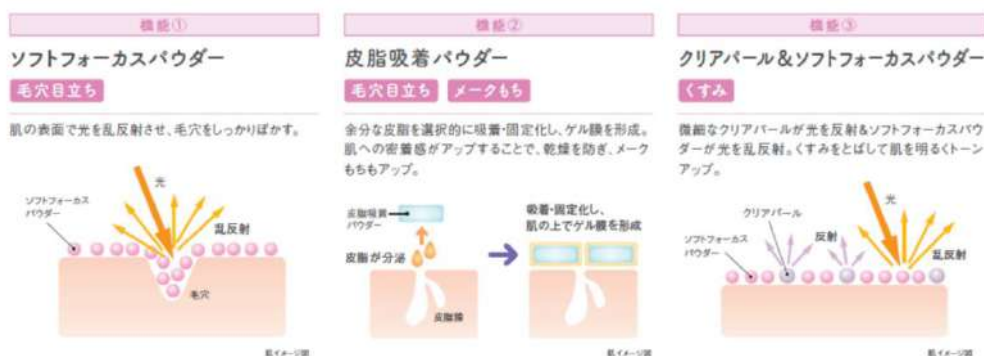 機能①
ソフトフォーカスパウダー
毛穴目立ち
肌の表面で光を乱反射させ、毛穴をしっかりぼかす。
光
ソフトフォーカス
パウダー
乱反射
毛穴
肌イメージ図
機能②
皮脂吸着パウダー
毛穴目立ち
メークもち
余分な皮脂を選択的に吸着・固定化し、ゲル膜を形成。
肌への密着感がアップすることで、乾燥を防ぎ、メーク
もちもアップ。
皮脂吸着
パウダー
皮脂が分泌
皮脂腺
吸着・固定化し、
肌の上でゲル膜を形成
肌イメージ図
機能③
クリアパール&ソフトフォーカスパウダー
くすみ
微細なクリアパールが光を反射&ソフトフォーカスパウ
ダーが光を乱反射。くすみをとばして肌を明るくトーン
アップ。
光
クリアパール
ソフトフォーカス
パウダー
反射
乱反射
肌イメージ図